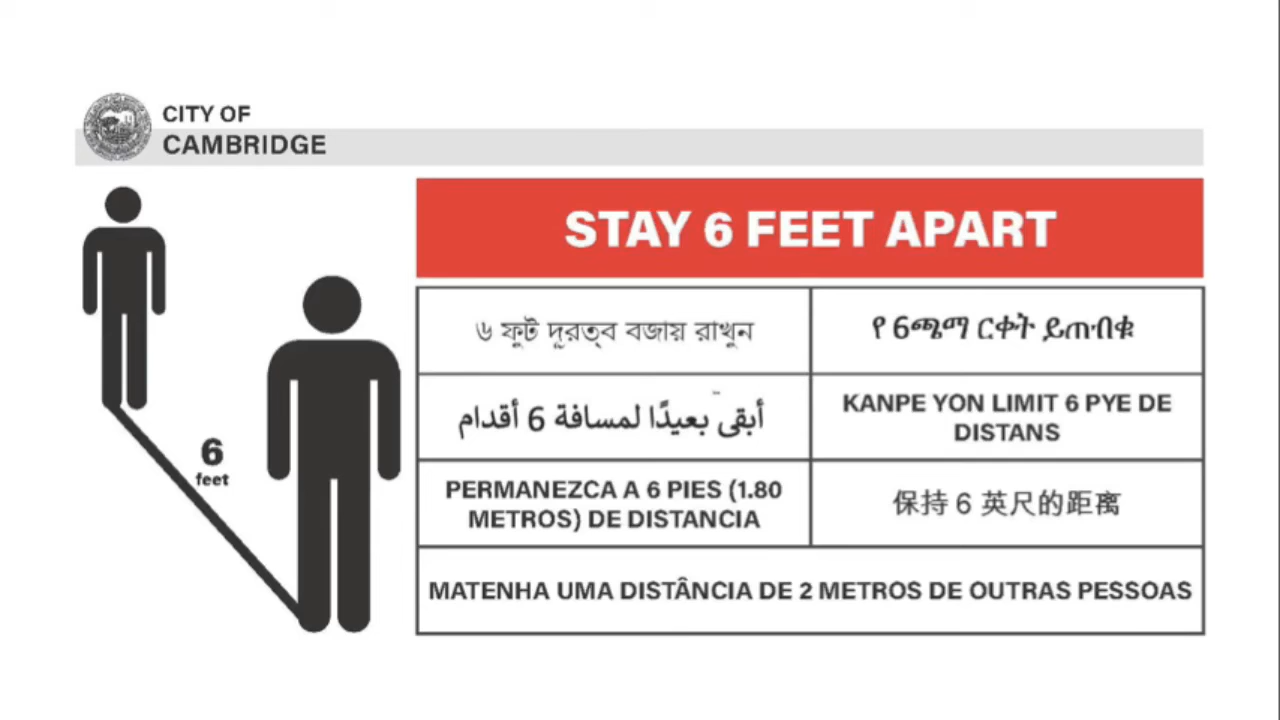 CITY OF
CAMBRIDGE
STAY 6 FEET APART
৬ ফুট দূরত্ব বজায় রাখুন
የ 6ጫማ ርቀት ይጠብቁ
أبقى بعيدًا لمسافة 6 أقدام
KANPE YON LIMIT 6 PYE DE
DISTANS
PERMANEZCA A 6 PIES (1.80
METROS) DE DISTANCIA
保持 6 英尺的距离
MATENHA UMA DISTÂNCIA DE 2 METROS DE OUTRAS PESSOAS
6
feet